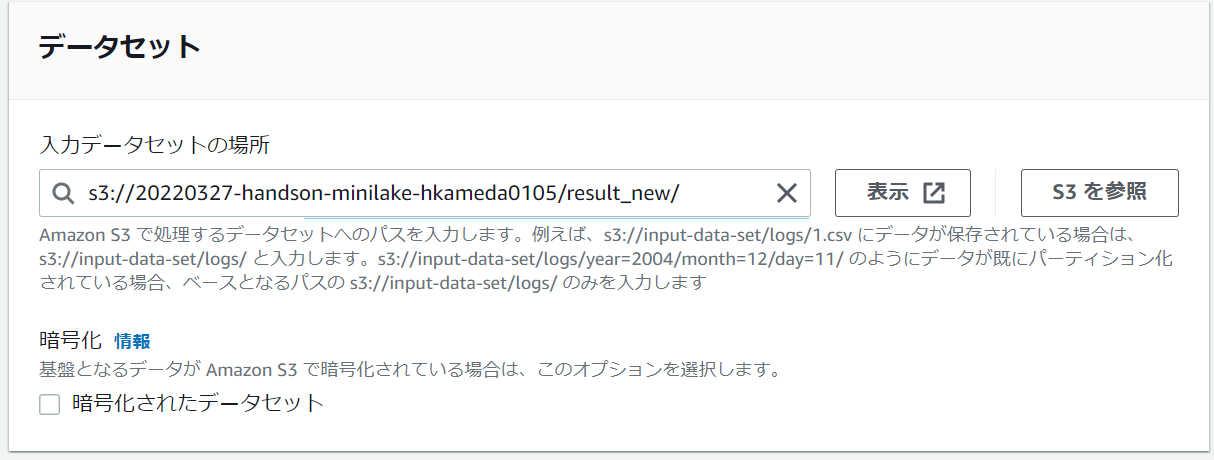 データセット
入力データセットの場所
s3://20220327-handson-minilake-hkameda0105/result_new/
表示
S3 を参照
Amazon S3 で処理するデータセットへのパスを入力します。例えば、s3://input-data-set/logs/1.csv にデータが保存されている場合は、
s3://input-data-set/logs/ と入力します。s3://input-data-set/logs/year=2004/month=12/day=11/ のようにデータが既にパーティション化
されている場合、ベースとなるパスの s3://input-data-set/logs/ のみを入力します
暗号化 情報
基盤となるデータが Amazon S3 で暗号化されている場合は、このオプションを選択します。
暗号化されたデータセット